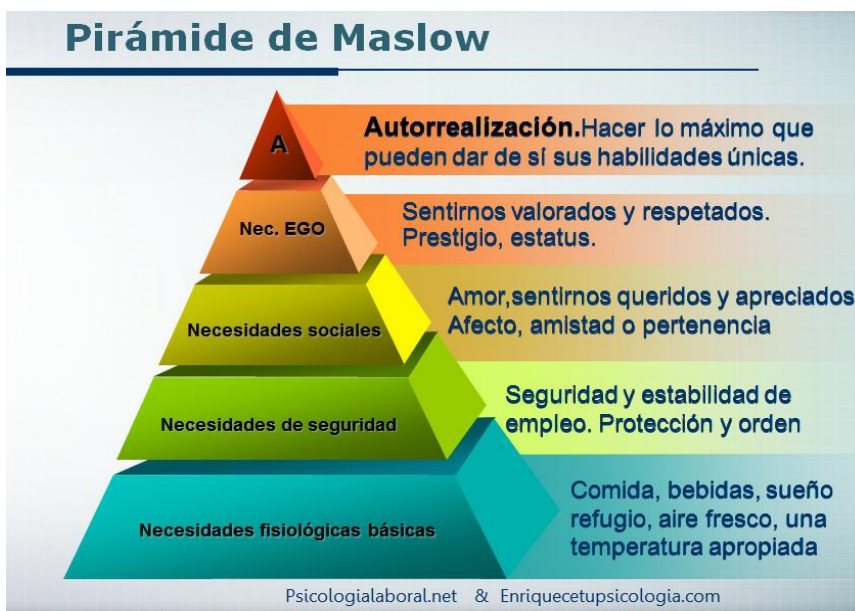 Pirámide de Maslow
A
Autorrealización.Hacer lo máximo que
pueden dar de sí sus habilidades únicas.
Nec. EGO
Sentirnos valorados y respetados.
Prestigio, estatus.
Necesidades sociales
Amor,sentirnos queridos y apreciados
Afecto, amistad o pertenencia
Necesidades de seguridad
Seguridad y estabilidad de
empleo. Protección y orden
Necesidades fisiológicas básicas
Comida, bebidas, sueño
refugio, aire fresco, una
temperatura apropiada
Psicologialaboral.net & Enriquecetupsicologia.com